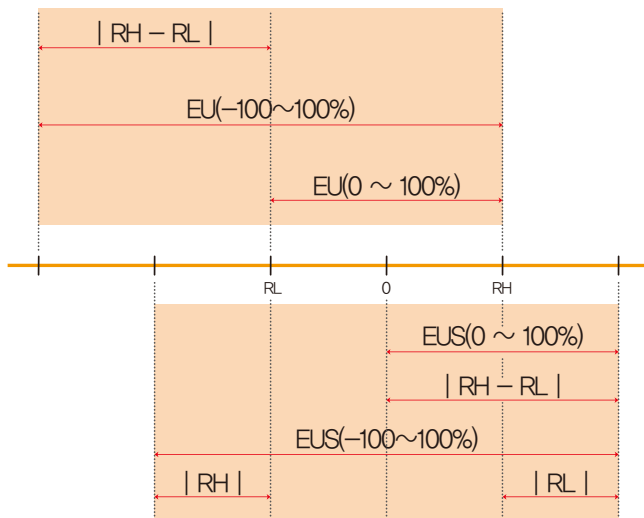 | RH − RL |
EU(−100～100%)
EU(0 ～ 100%)
RL 0 RH
EUS(0 ～ 100%)
| RH − RL |
EUS(−100～100%)
| RH | | RL |